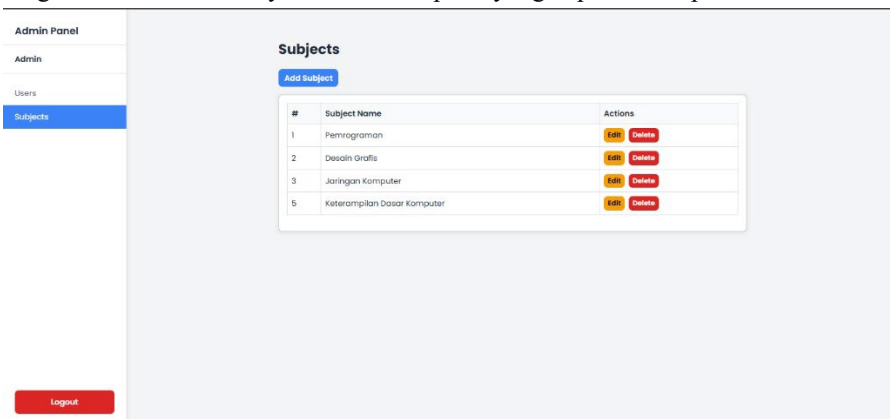 Admin Panel
Admin
Users
Subjects
Logout
Subjects
Add Subject
# Subject Name Actions
1 Pemrograman Edit Delete
2 Desain Grafis Edit Delete
3 Jaringan Komputer Edit Delete
5 Keterampilan Dasar Komputer Edit Delete